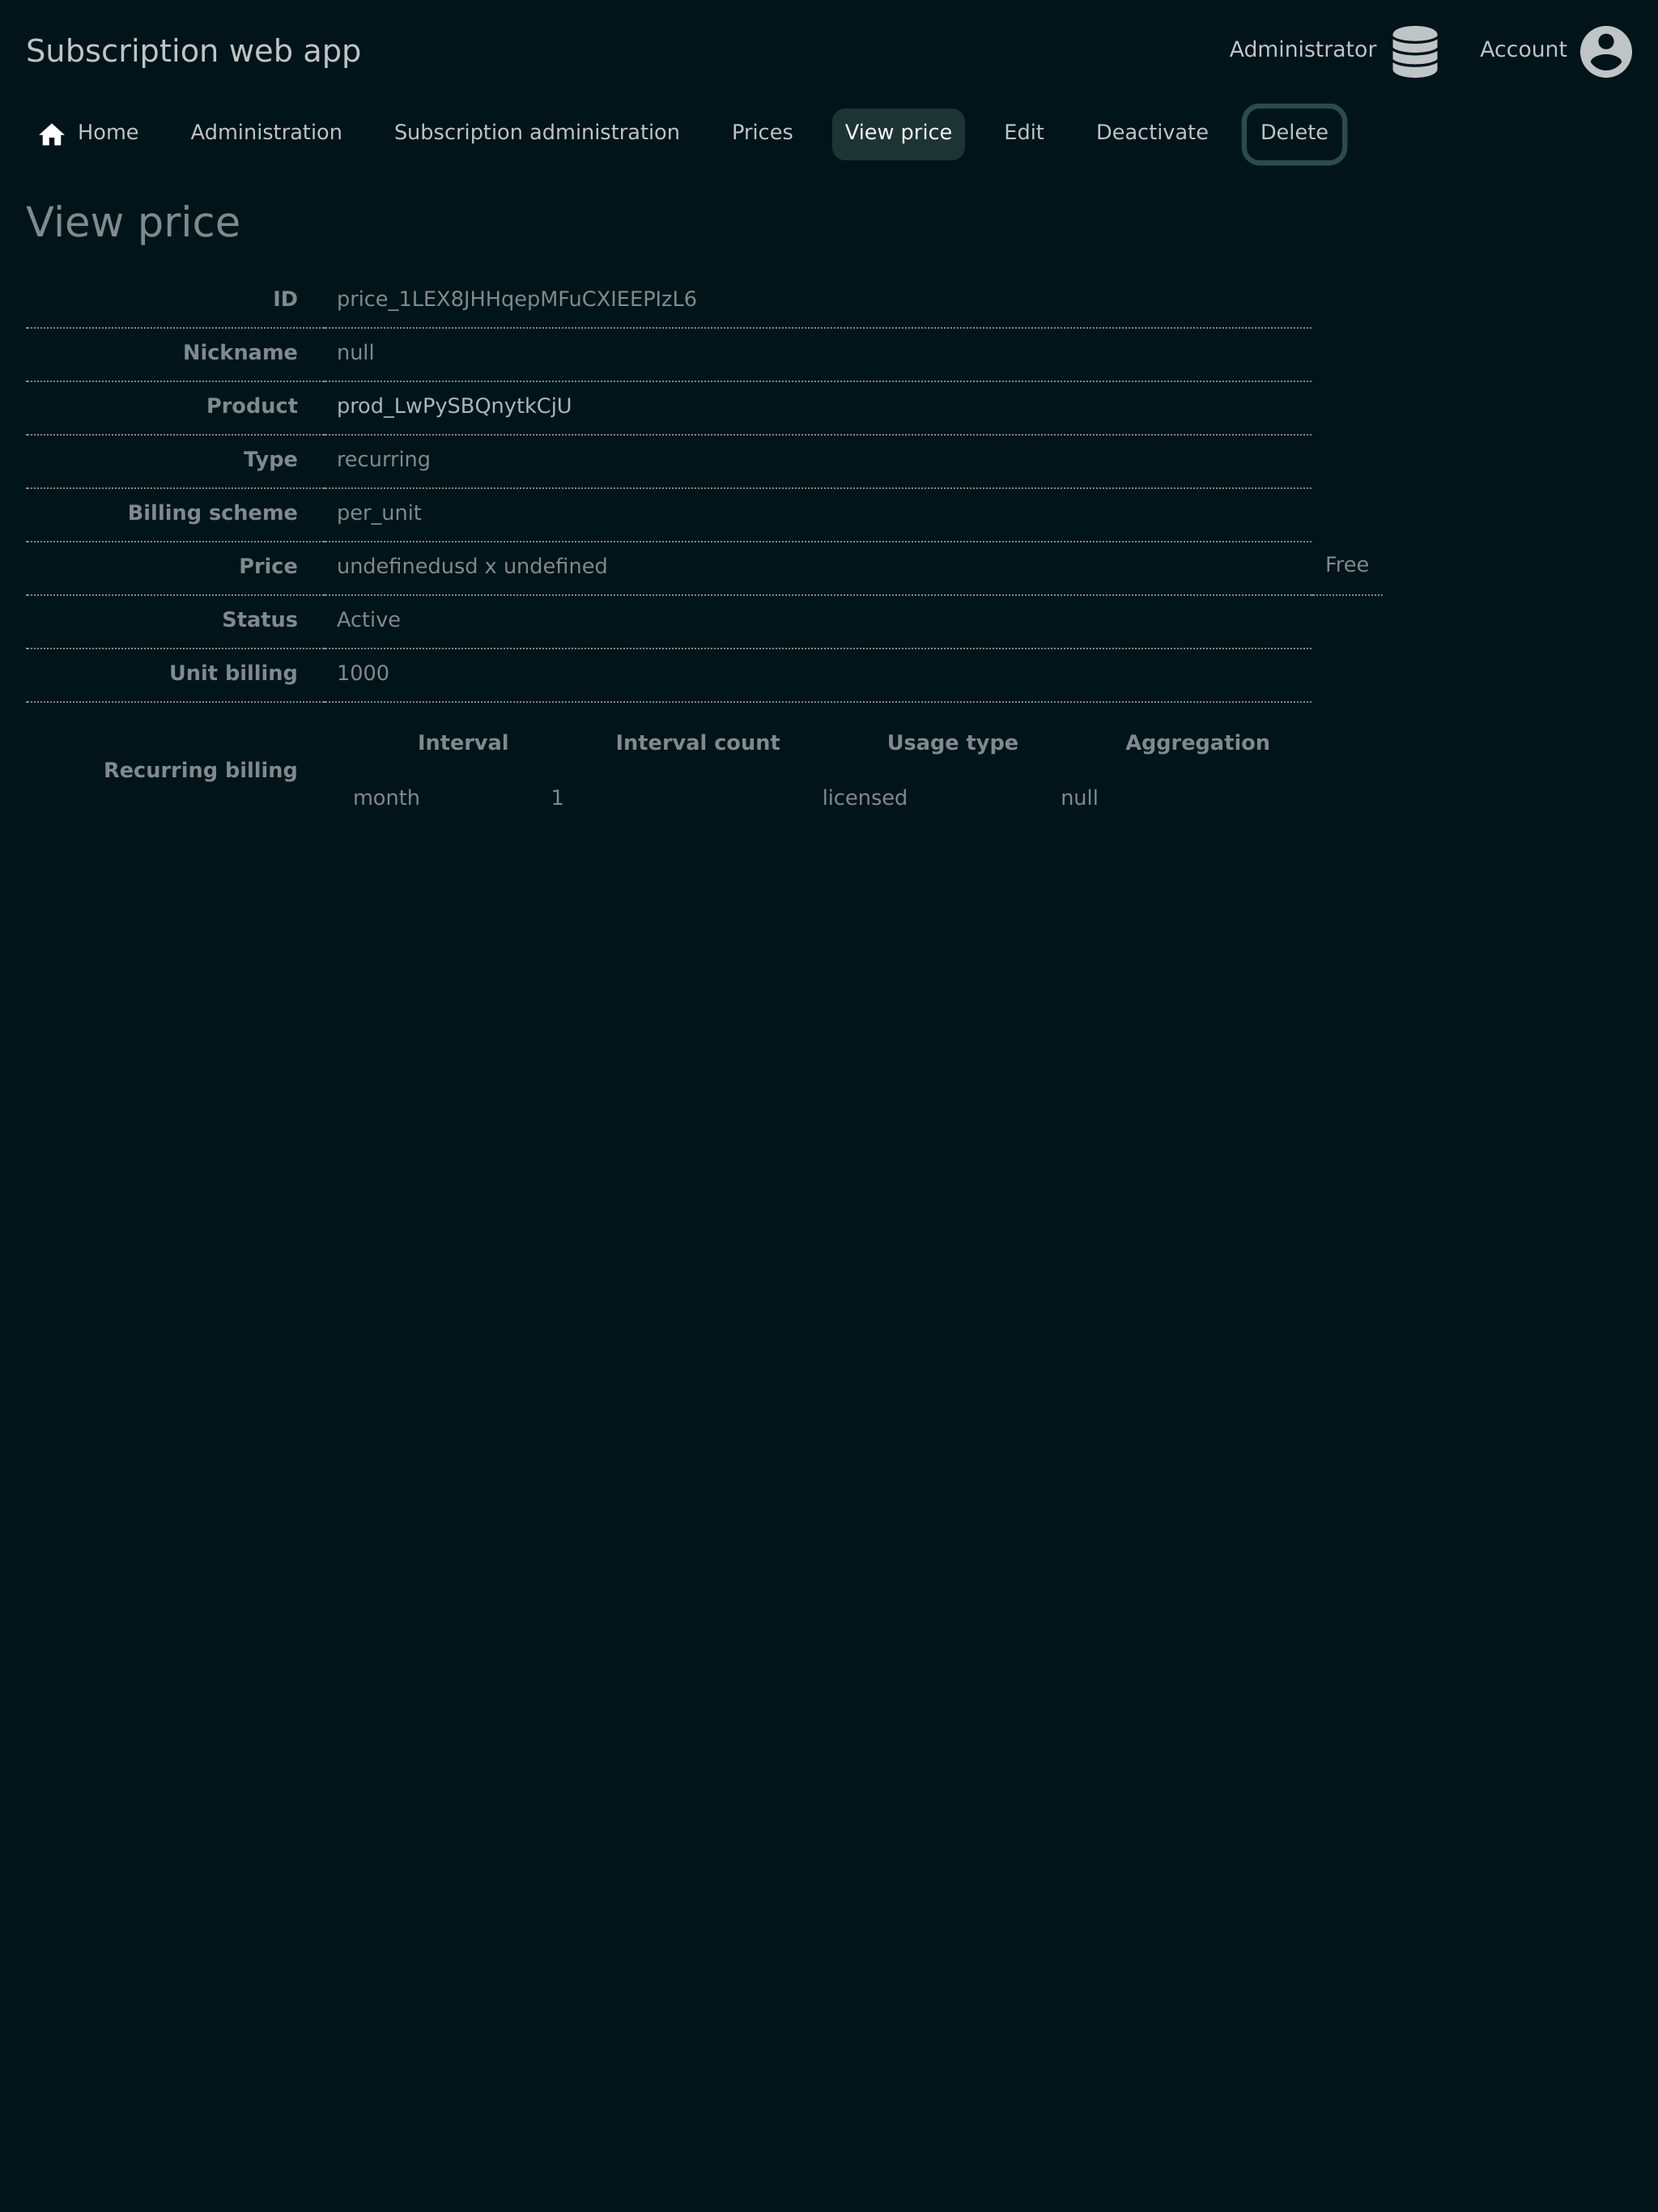 Subscription web app
Administrator
Account
Home
Administration
Subscription administration
Prices
View price
Edit
Deactivate
Delete
View price
ID price_1LEX8JHHqepMFuCXIEEPIzL6
Nickname null
Product prod_LwPySBQnytkCjU
Type recurring
Billing scheme per_unit
Price undefinedusd x undefined Free
Status Active
Unit billing 1000
Recurring billing
Interval Interval count Usage type Aggregation
month 1 licensed null